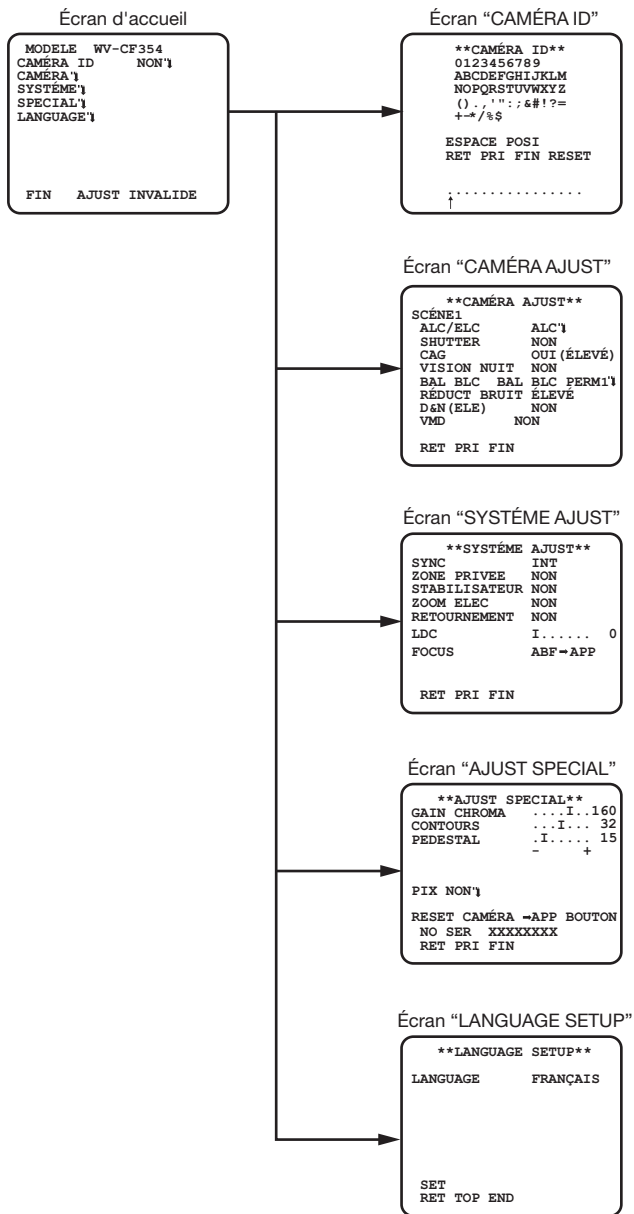 Écran d'accueil
MODELE WV-CF354
CAMÉRA ID NON
CAMÉRA
SYSTÉME
SPECIAL
LANGUAGE
FIN AJUST INVALIDE
Écran “CAMÉRA ID”
**CAMÉRA ID**
0123456789
ABCDEFGHIJKLM
NOPQRSTUVWXYZ
().,'":;&#!?=
+-*/%$
ESPACE POSI
RET PRI FIN RESET
................
↑
Écran “CAMÉRA AJUST”
**CAMÉRA AJUST**
SCÉNE1
ALC/ELC ALC
SHUTTER NON
CAG OUI(ÉLEVÉ)
VISION NUIT NON
BAL BLC BAL BLC PERM1
RÉDUCT BRUIT ÉLEVÉ
D&N(ELE) NON
VMD NON
RET PRI FIN
Écran “SYSTÉME AJUST”
**SYSTÉME AJUST**
SYNC INT
ZONE PRIVEE NON
STABILISATEUR NON
ZOOM ELEC NON
RETOURNEMENT NON
LDC I...... 0
FOCUS ABF➡APP
RET PRI FIN
Écran “AJUST SPECIAL”
**AJUST SPECIAL**
GAIN CHROMA ....I..160
CONTOURS ...I... 32
PEDESTAL .I..... 15
- +
PIX NON
RESET CAMÉRA ➡APP BOUTON
NO SER XXXXXXXX
RET PRI FIN
Écran “LANGUAGE SETUP”
**LANGUAGE SETUP**
LANGUAGE FRANÇAIS
SET
RET TOP END